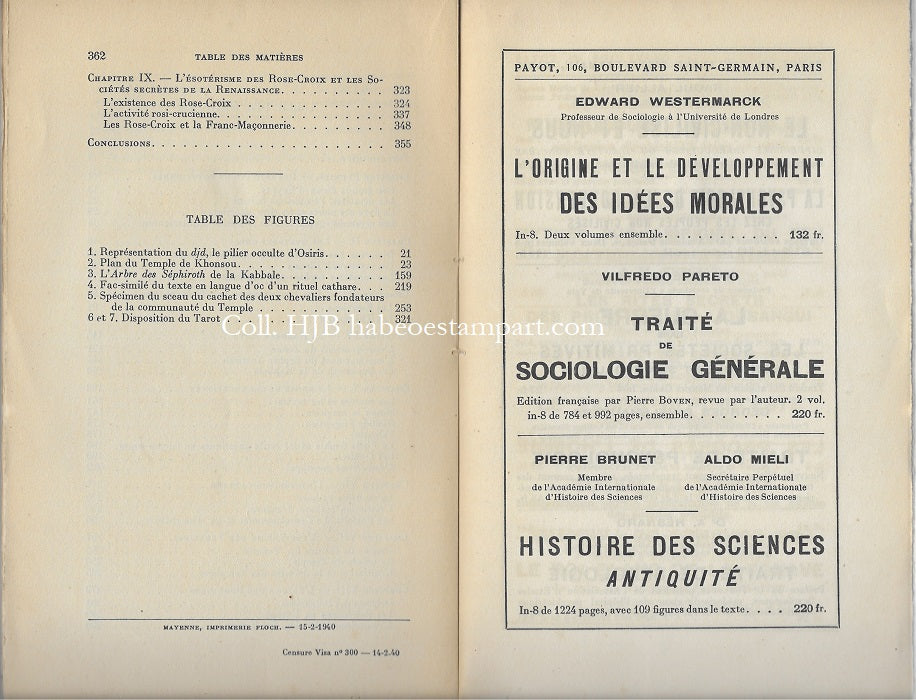 362
TABLE DES MATIÈRES
CHAPITRE IX. — L'ÉSOTÉRISME DES ROSE-CROIX ET LES SO-
CIÉTÉS SECRÈTES DE LA RENAISSANCE. . . . . . . . . . 323
L'existence des Rose-Croix . . . . . . . . . . . . . . 324
L'activité rosi-crucienne. . . . . . . . . . . . . . . 337
Les Rose-Croix et la Franc-Maçonnerie. . . . . . . . . 348
CONCLUSIONS. . . . . . . . . . . . . . . . . . . . . . 355
TABLE DES FIGURES
1. Représentation du djd, le pilier occulte d'Osiris. . . . . . 21
2. Plan du Temple de Khonsou. . . . . . . . . . . . . . 23
3. L'Arbre des Séphiroth de la Kabbale. . . . . . . . . . 159
4. Fac-similé du texte en langue d'oc d'un rituel cathare. . . 219
5. Spécimen du sceau du cachet des deux chevaliers fondateurs
de la communauté du Temple . . . . . . . . . . . . 253
6 et 7. Disposition du Tarot . . . . . . . . . . . . . . 321
Coll. HJB habeoestampart.com
MAYENNE, IMPRIMERIE FLOCH. — 15-2-1940
Censure Visa nº 300 — 14-2-40
PAYOT, 106, BOULEVARD SAINT-GERMAIN, PARIS
EDWARD WESTERMARCK
Professeur de Sociologie à l'Université de Londres
L'ORIGINE ET LE DEVELOPPEMENT
DES IDÉES MORALES
In-8. Deux volumes ensemble. . . . . . . . . . . 132 fr.
VILFREDO PARETO
TRAITÉ
DE
SOCIOLOGIE GÉNÉRALE
Edition française par Pierre BOVEN, revue par l'auteur. 2 vol.
in-8 de 784 et 992 pages, ensemble. . . . . . . . . 220 fr.
PIERRE BRUNET
Membre
de l'Académie Internationale
d'Histoire des Sciences
ALDO MIELI
Secrétaire Perpétuel
de l'Académie Internationale
d'Histoire des Sciences
HISTOIRE DES SCIENCES
ANTIQUITÉ
In-8 de 1224 pages, avec 109 figures dans le texte. . . . 220 fr.